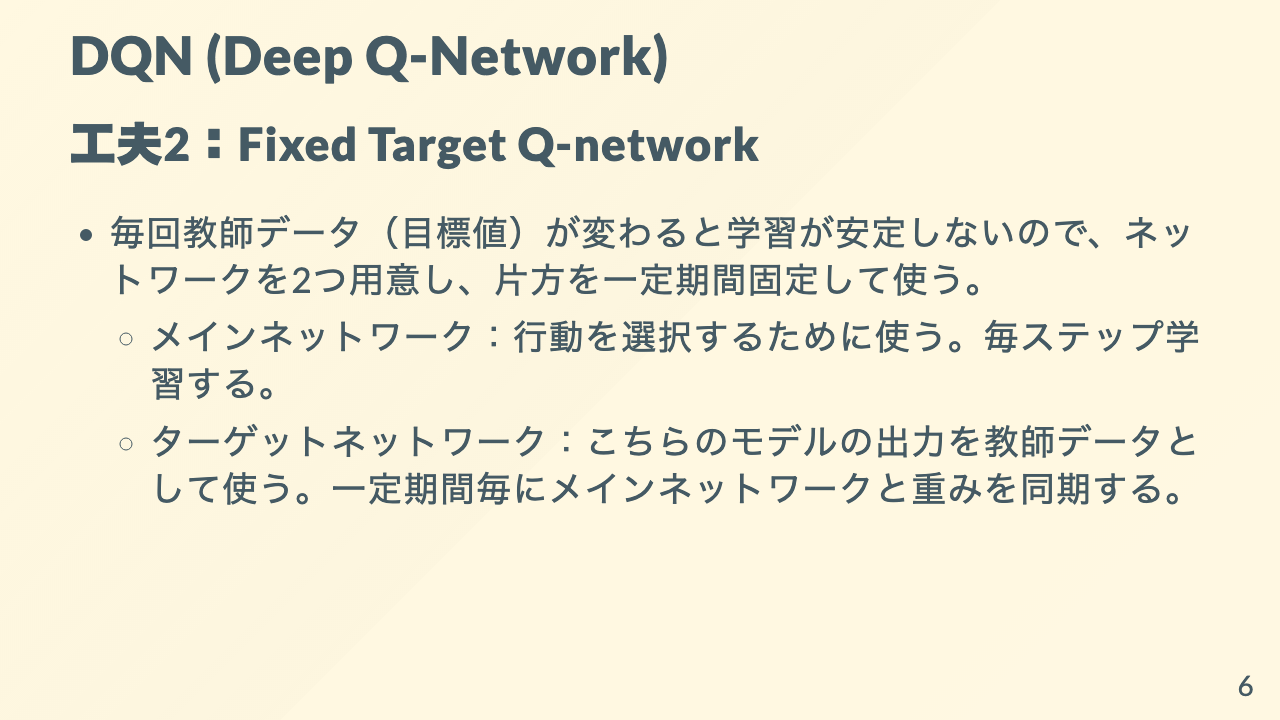 DQN (Deep Q-Network)
工夫2：Fixed Target Q-network
• 毎回教師データ（目標値）が変わると学習が安定しないので、ネッ
トワークを2つ用意し、片方を一定期間固定して使う。
○ メインネットワーク：行動を選択するために使う。毎ステップ学
習する。
○ ターゲットネットワーク：こちらのモデルの出力を教師データと
して使う。一定期間毎にメインネットワークと重みを同期する。
6